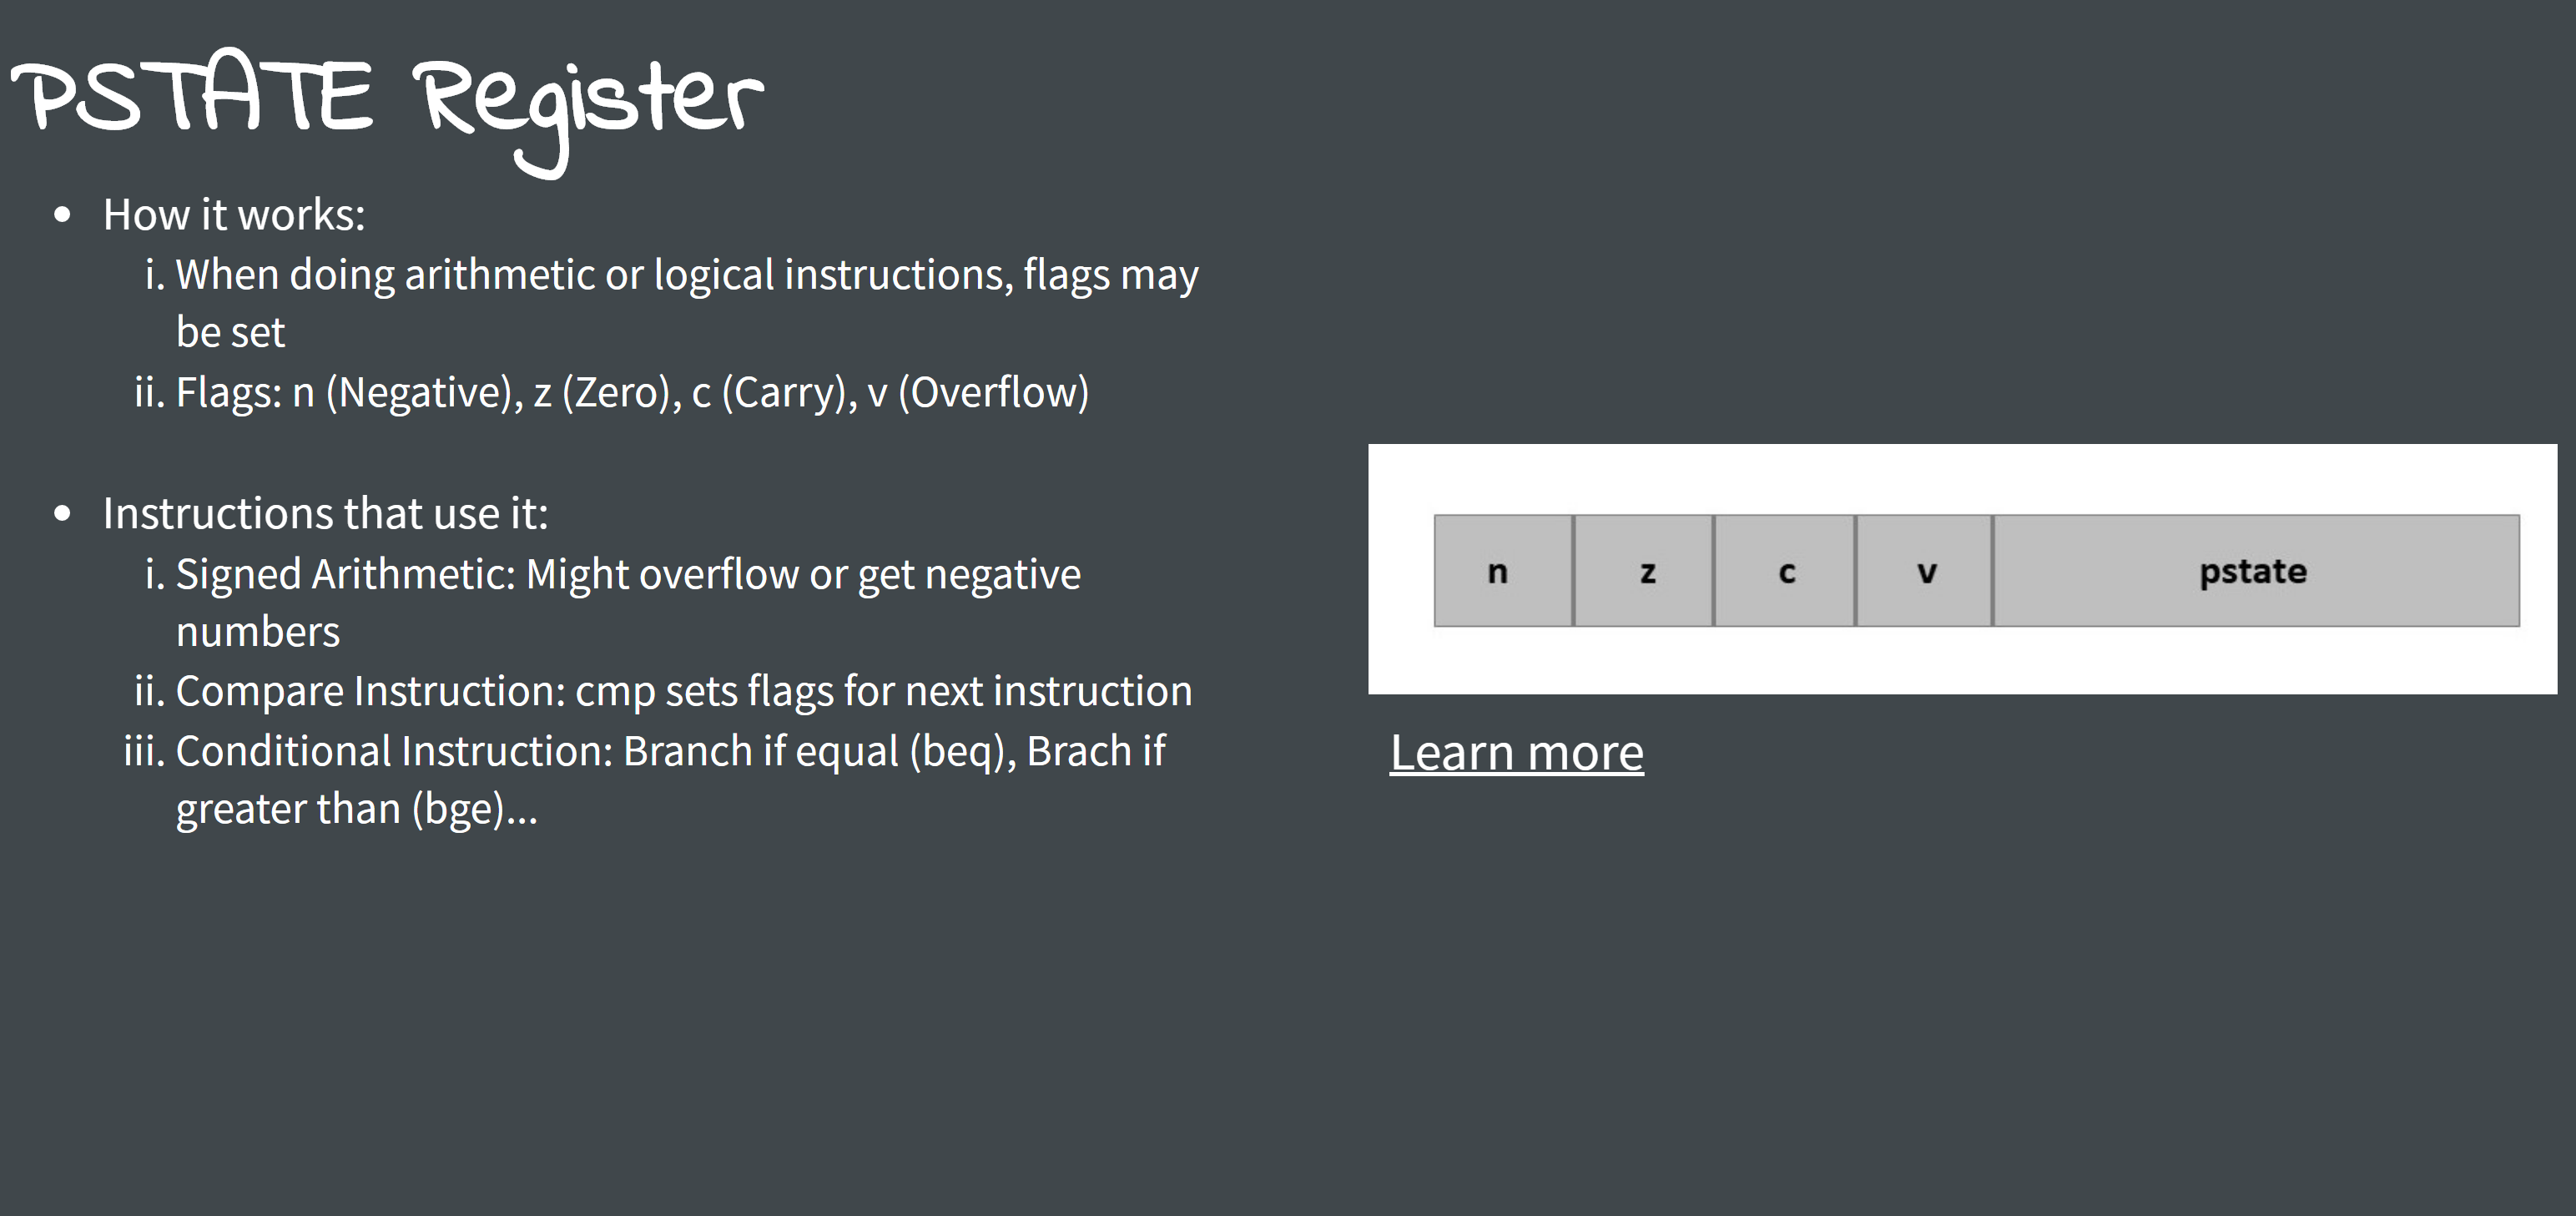 PSTATE Register
• How it works:
i. When doing arithmetic or logical instructions, flags may
be set
ii. Flags: n (Negative), z (Zero), c (Carry), v (Overflow)
• Instructions that use it:
i. Signed Arithmetic: Might overflow or get negative
numbers
ii. Compare Instruction: cmp sets flags for next instruction
iii. Conditional Instruction: Branch if equal (beq), Brach if
greater than (bge)...
n z c v pstate
Learn more